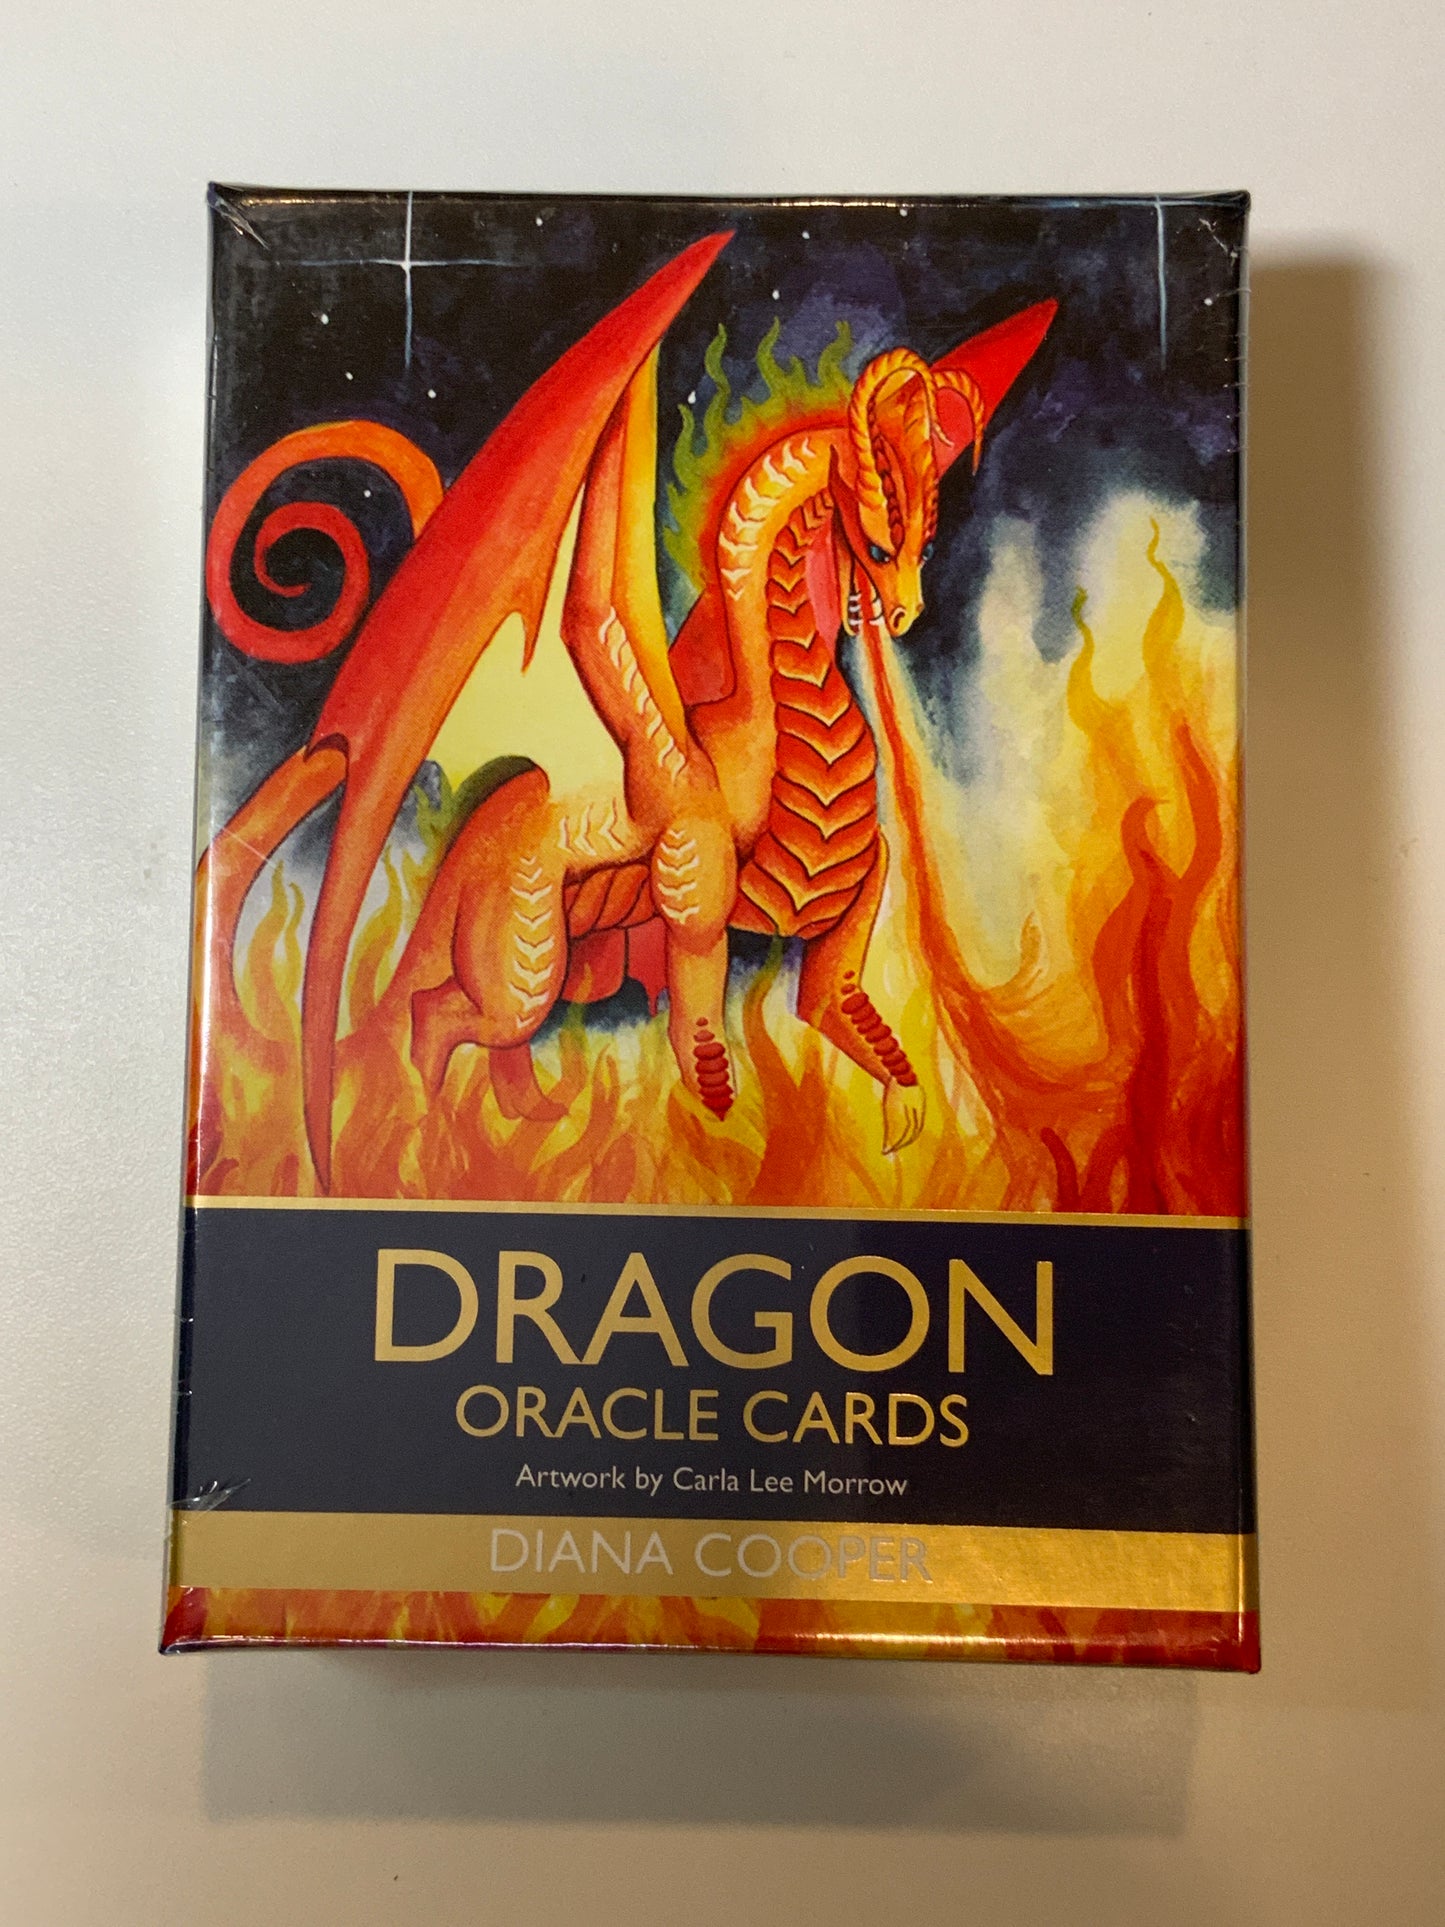 DRAGON
ORACLE CARDS
Artwork by Carla Lee Morrow
DIANA COOPER